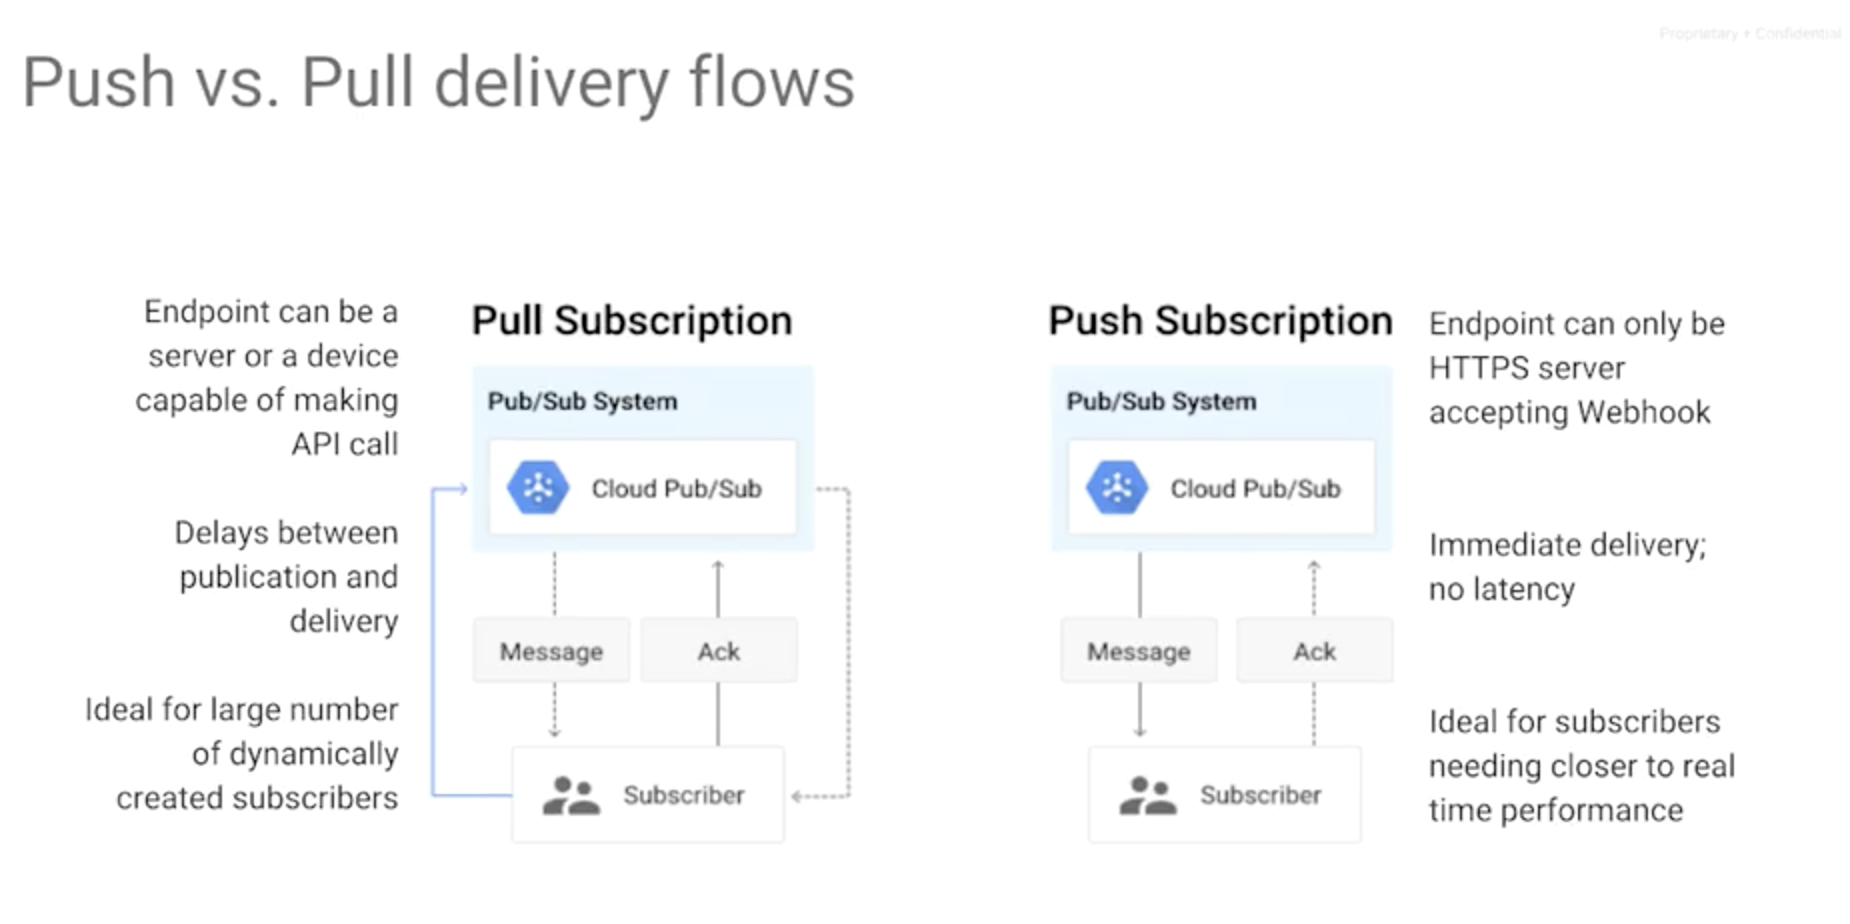 Proprietary + Confidential
Push vs. Pull delivery flows
Endpoint can be a
server or a device
capable of making
API call
Delays between
publication and
delivery
Ideal for large number
of dynamically
created subscribers
Pull Subscription
Pub/Sub System
Cloud Pub/Sub
Message
Ack
Subscriber
Push Subscription
Pub/Sub System
Cloud Pub/Sub
Message
Ack
Subscriber
Endpoint can only be
HTTPS server
accepting Webhook
Immediate delivery;
no latency
Ideal for subscribers
needing closer to real
time performance